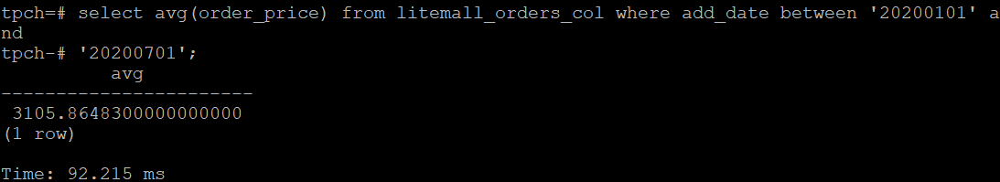 tpch=# select avg(order_price) from litemall_orders_col where add_date between '20200101' a
nd
tpch-# '20200701';
          avg
-----------------------
 3105.8648300000000000
(1 row)

Time: 92.215 ms